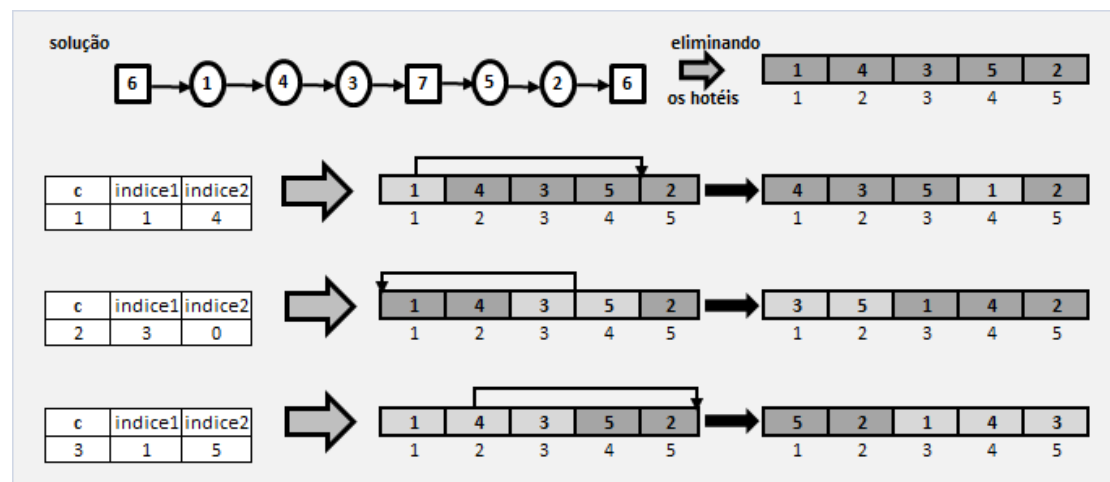 solução
6 1 4 3 7 5 2 6
eliminando
os hotéis
1 4 3 5 2
1 2 3 4 5
c indice1 indice2
1 1 4
1 4 3 5 2
1 2 3 4 5
4 3 5 1 2
1 2 3 4 5
c indice1 indice2
2 3 0
1 4 3 5 2
1 2 3 4 5
3 5 1 4 2
1 2 3 4 5
c indice1 indice2
3 1 5
1 4 3 5 2
1 2 3 4 5
5 2 1 4 3
1 2 3 4 5